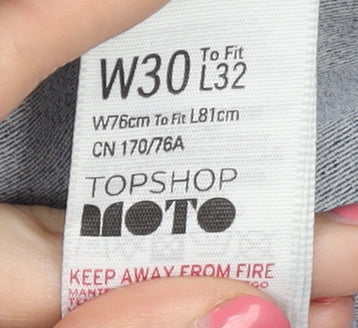 W30 To Fit L32
W76cm To Fit L81cm
CN 170/76A
TOPSHOP
MOTO
KEEP AWAY FROM FIRE